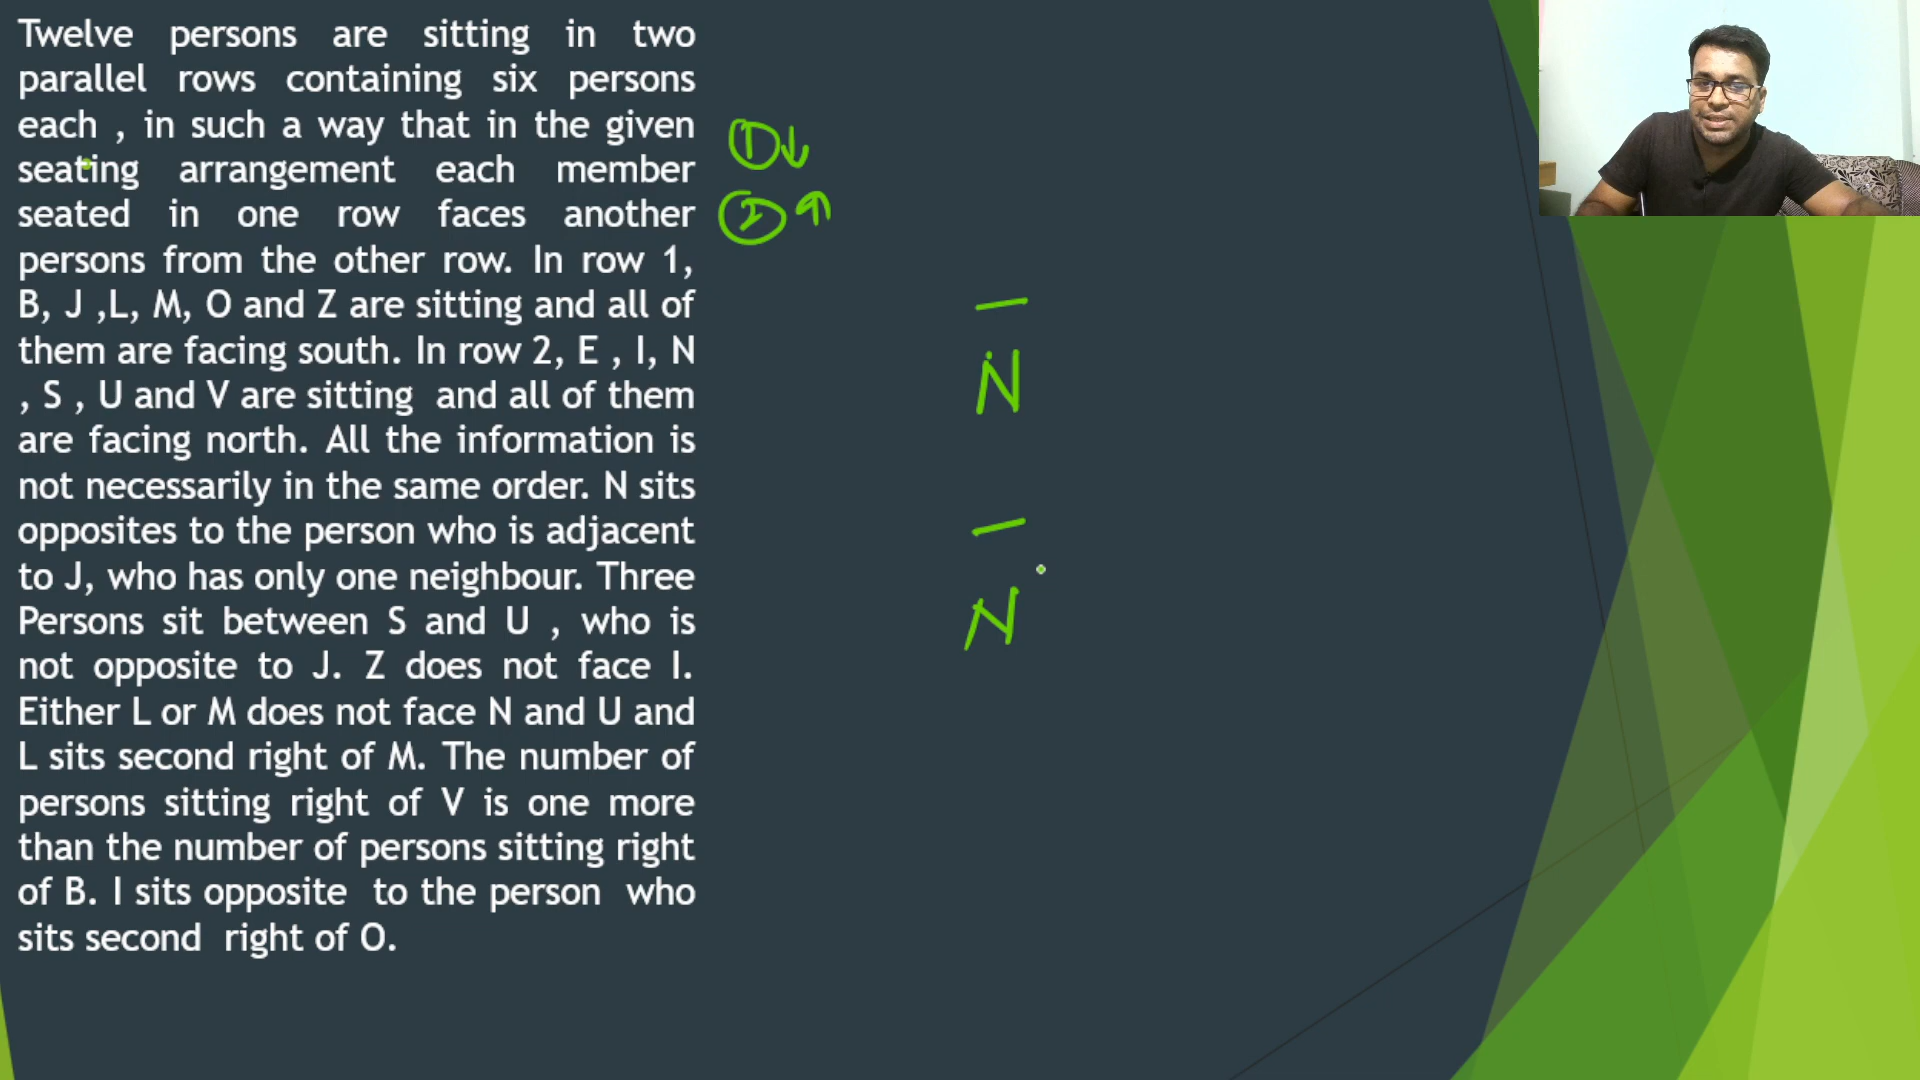 Twelve persons are sitting in two
parallel rows containing six persons
each , in such a way that in the given
seating arrangement each member
seated in one row faces another
persons from the other row. In row 1,
B, J ,L, M, O and Z are sitting and all of
them are facing south. In row 2, E , I, N
, S , U and V are sitting and all of them
are facing north. All the information is
not necessarily in the same order. N sits
opposites to the person who is adjacent
to J, who has only one neighbour. Three
Persons sit between S and U , who is
not opposite to J. Z does not face I.
Either L or M does not face N and U and
L sits second right of M. The number of
persons sitting right of V is one more
than the number of persons sitting right
of B. I sits opposite to the person who
sits second right of O.
1 ↓
2 ↑
N
N